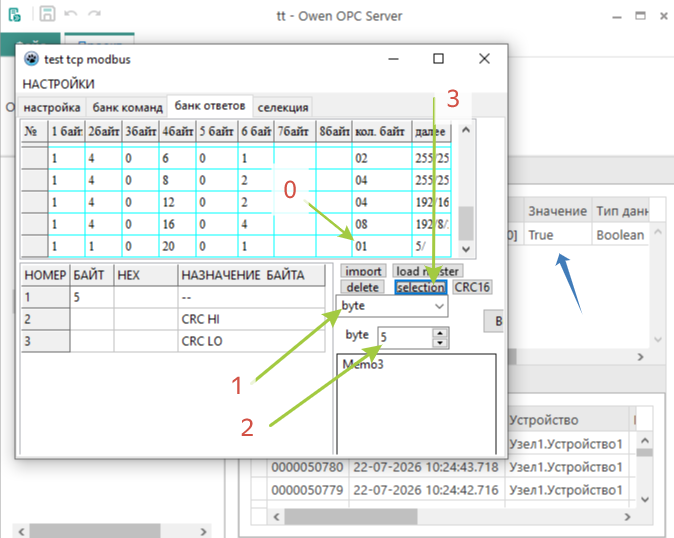 tt - Owen OPC Server
test tcp modbus
НАСТРОЙКИ
настройка банк команд банк ответов селекция
3
№ 1 байт 2байт 3байт 4байт 5 байт 6 байт 7байт 8байт кол. байт далее
1 4 0 6 0 1 02 255/25
1 4 0 8 0 2 04 255/25
1 4 0 12 0 2 04 192/16
1 4 0 16 0 4 08 192/8/
1 1 0 20 0 1 01 5/
0
Значение Тип данн
0] True Boolean
НОМЕР БАЙТ HEX НАЗНАЧЕНИЕ БАЙТА
1 5 --
2 CRC HI
3 CRC LO
import
delete selection CRC16
byte
byte 5
Memo3
1
2
Устройство
Узел1.Устройство1
0000050780 22-07-2026 10:24:43.718 Узел1.Устройство1
0000050779 22-07-2026 10:24:42.716 Узел1.Устройство1